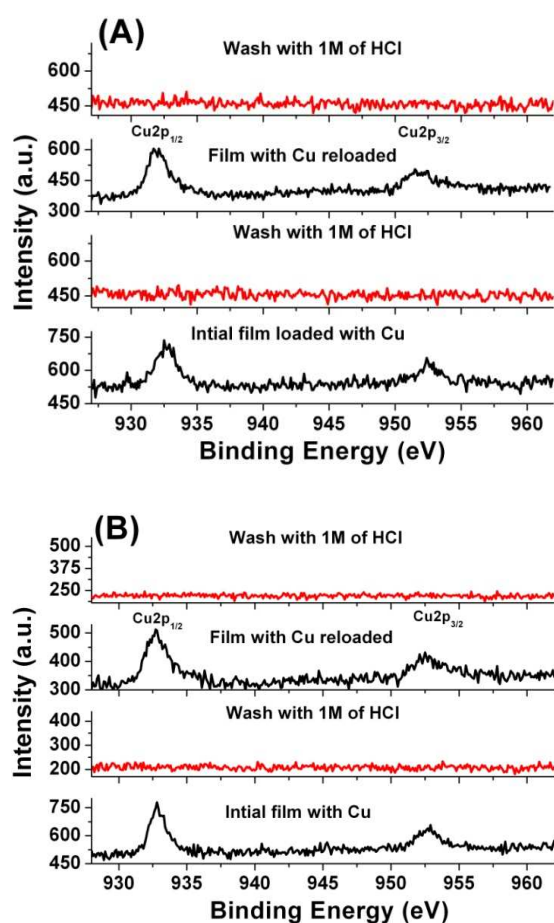 (A)
Wash with 1M of HCl
600
450
Cu2p1/2
Cu2p3/2
Film with Cu reloaded
600
450
300
Wash with 1M of HCl
600
450
Intial film loaded with Cu
750
600
450
Intensity (a.u.)
930 935 940 945 950 955 960
Binding Energy (eV)
(B)
Wash with 1M of HCl
500
375
250
Cu2p1/2
Cu2p3/2
Film with Cu reloaded
500
400
300
Wash with 1M of HCl
400
300
200
Intial film with Cu
750
600
450
Intensity (a.u.)
930 935 940 945 950 955 960
Binding Energy (eV)